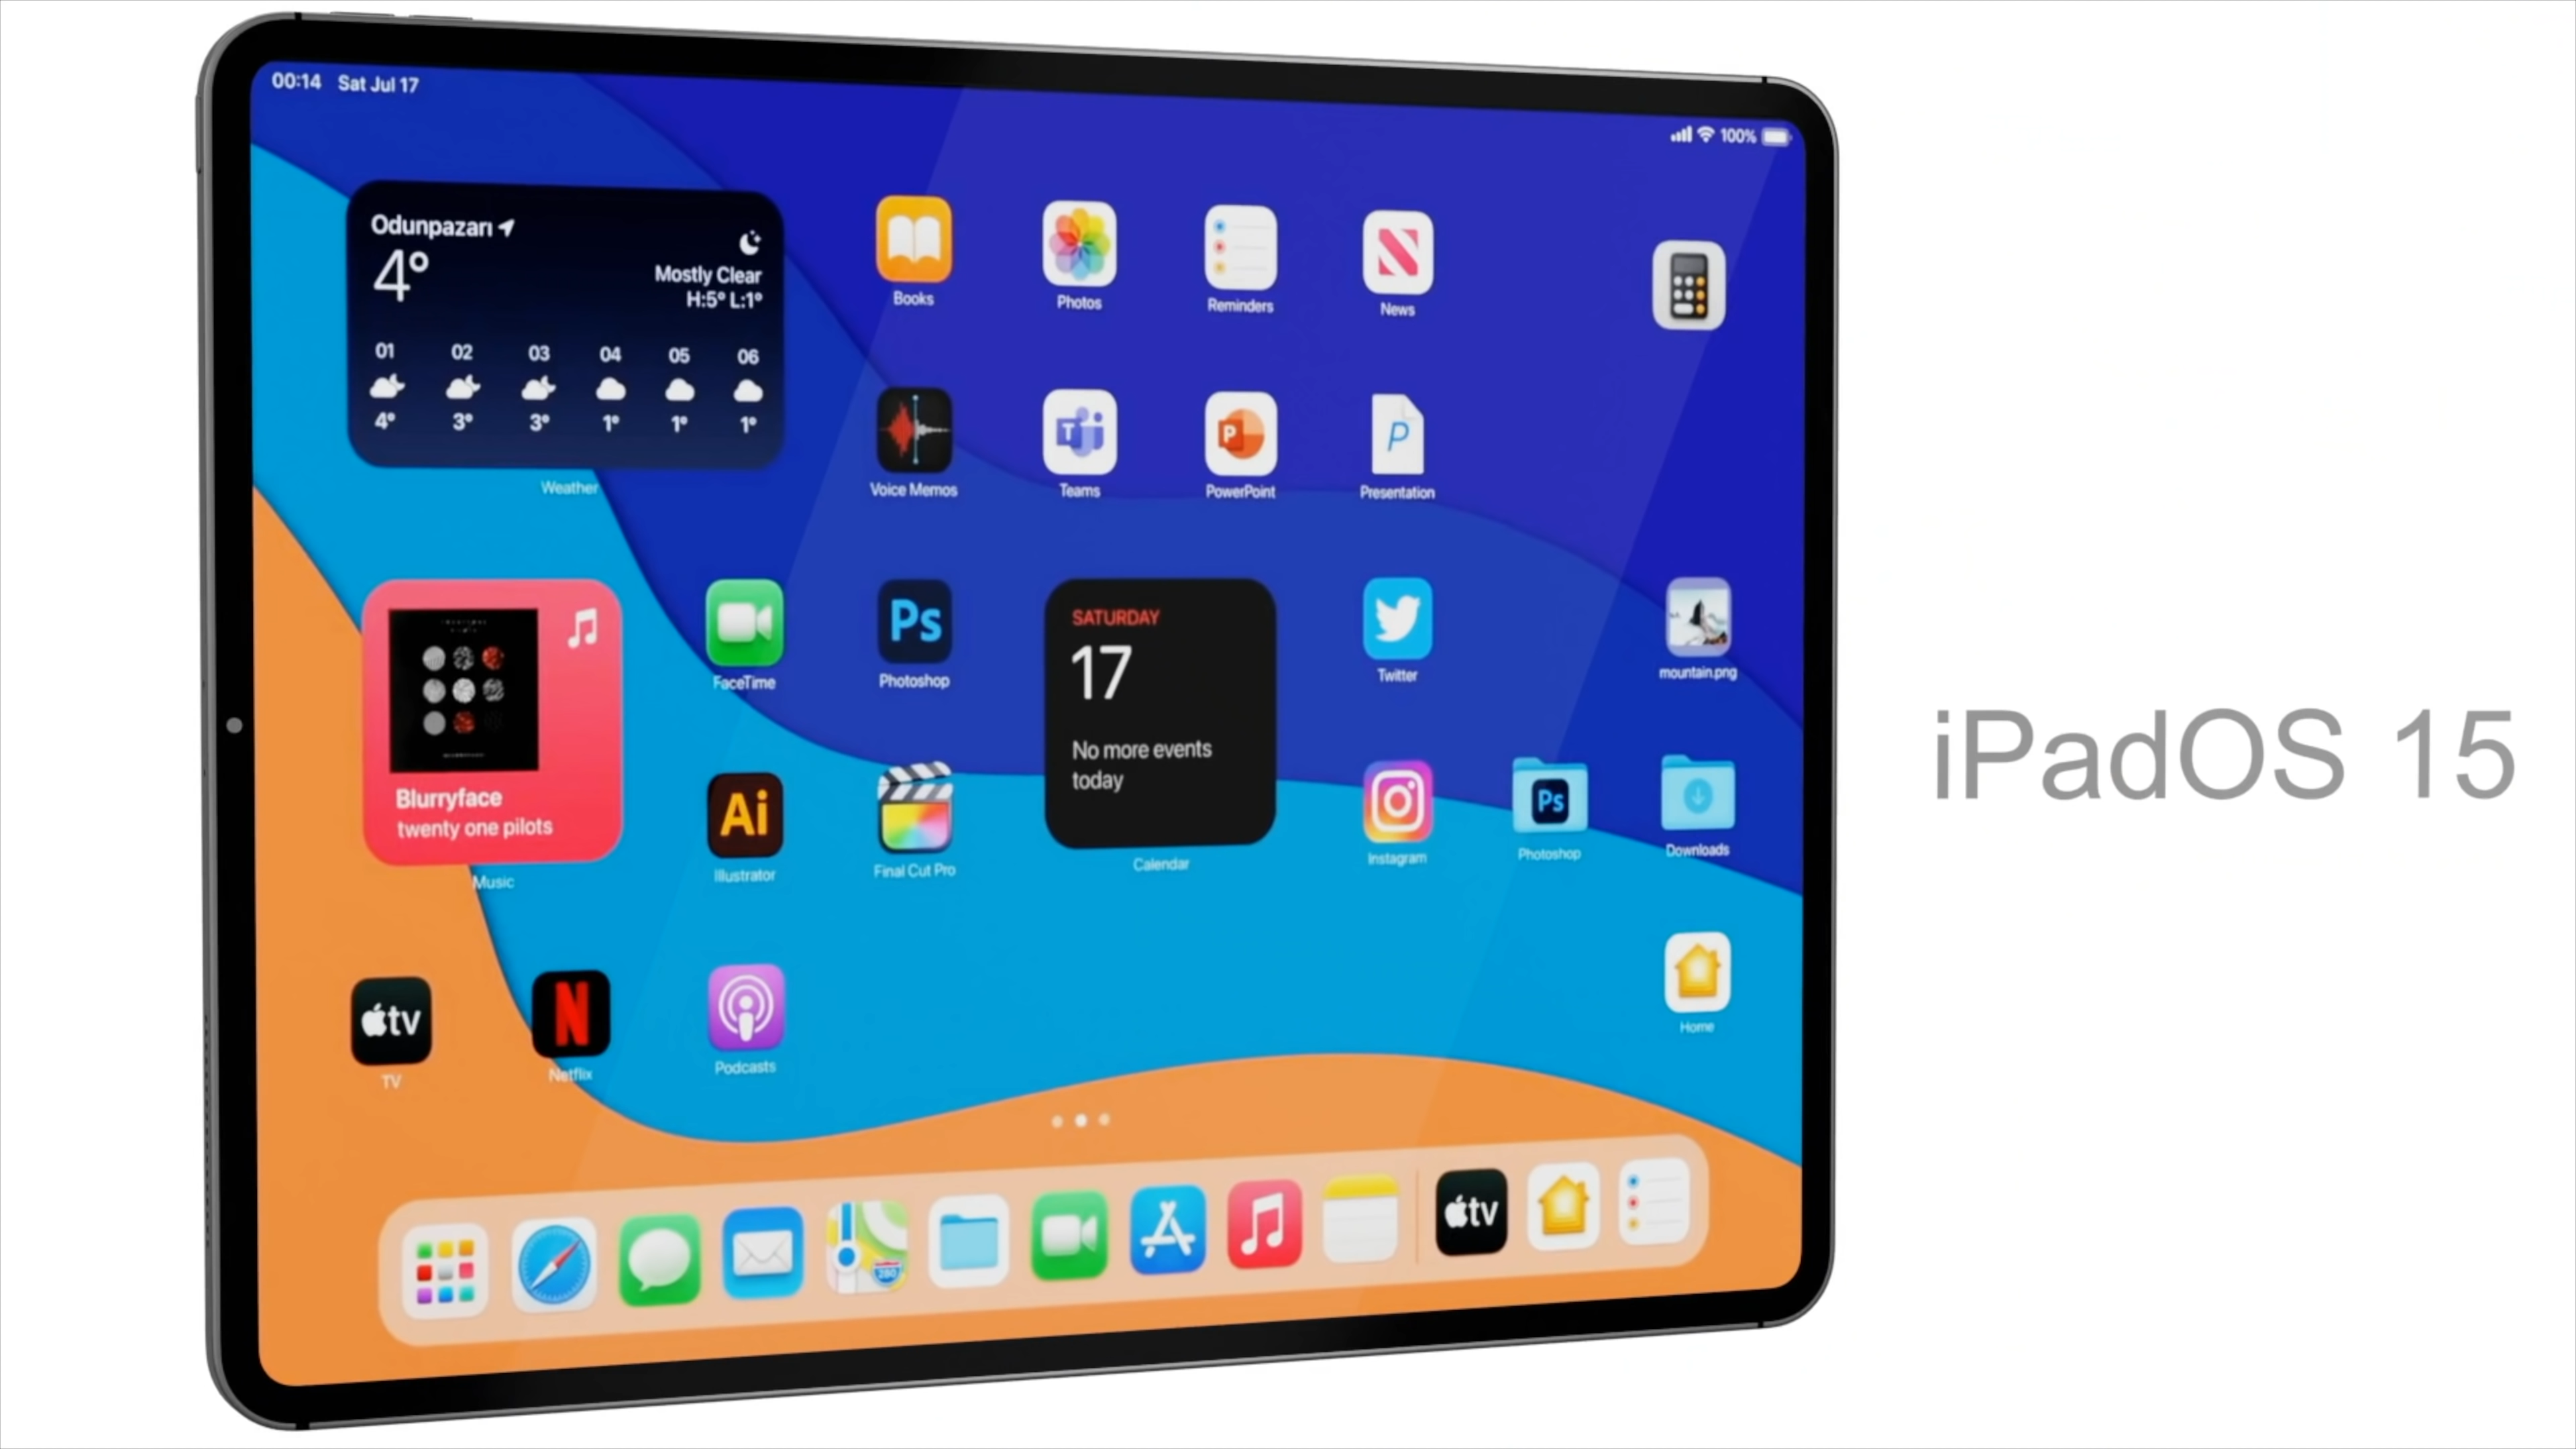 00:14 Sat Jul 17
100%
Odunpazarı
4°
Mostly Clear
H:5° L:1°
01 02 03 04 05 06
4° 3° 3° 1° 1° 1°
Weather
Books
Photos
Reminders
News
Voice Memos
T
Teams
P
PowerPoint
P
Presentation
Blurryface
twenty one pilots
Music
FaceTime
Ps
Photoshop
SATURDAY
17
No more events
today
Calendar
Twitter
mountain.png
Ai
Illustrator
Final Cut Pro
Instagram
Ps
Photoshop
Downloads
tv
TV
N
Netflix
Podcasts
Home
280
tv
iPadOS 15